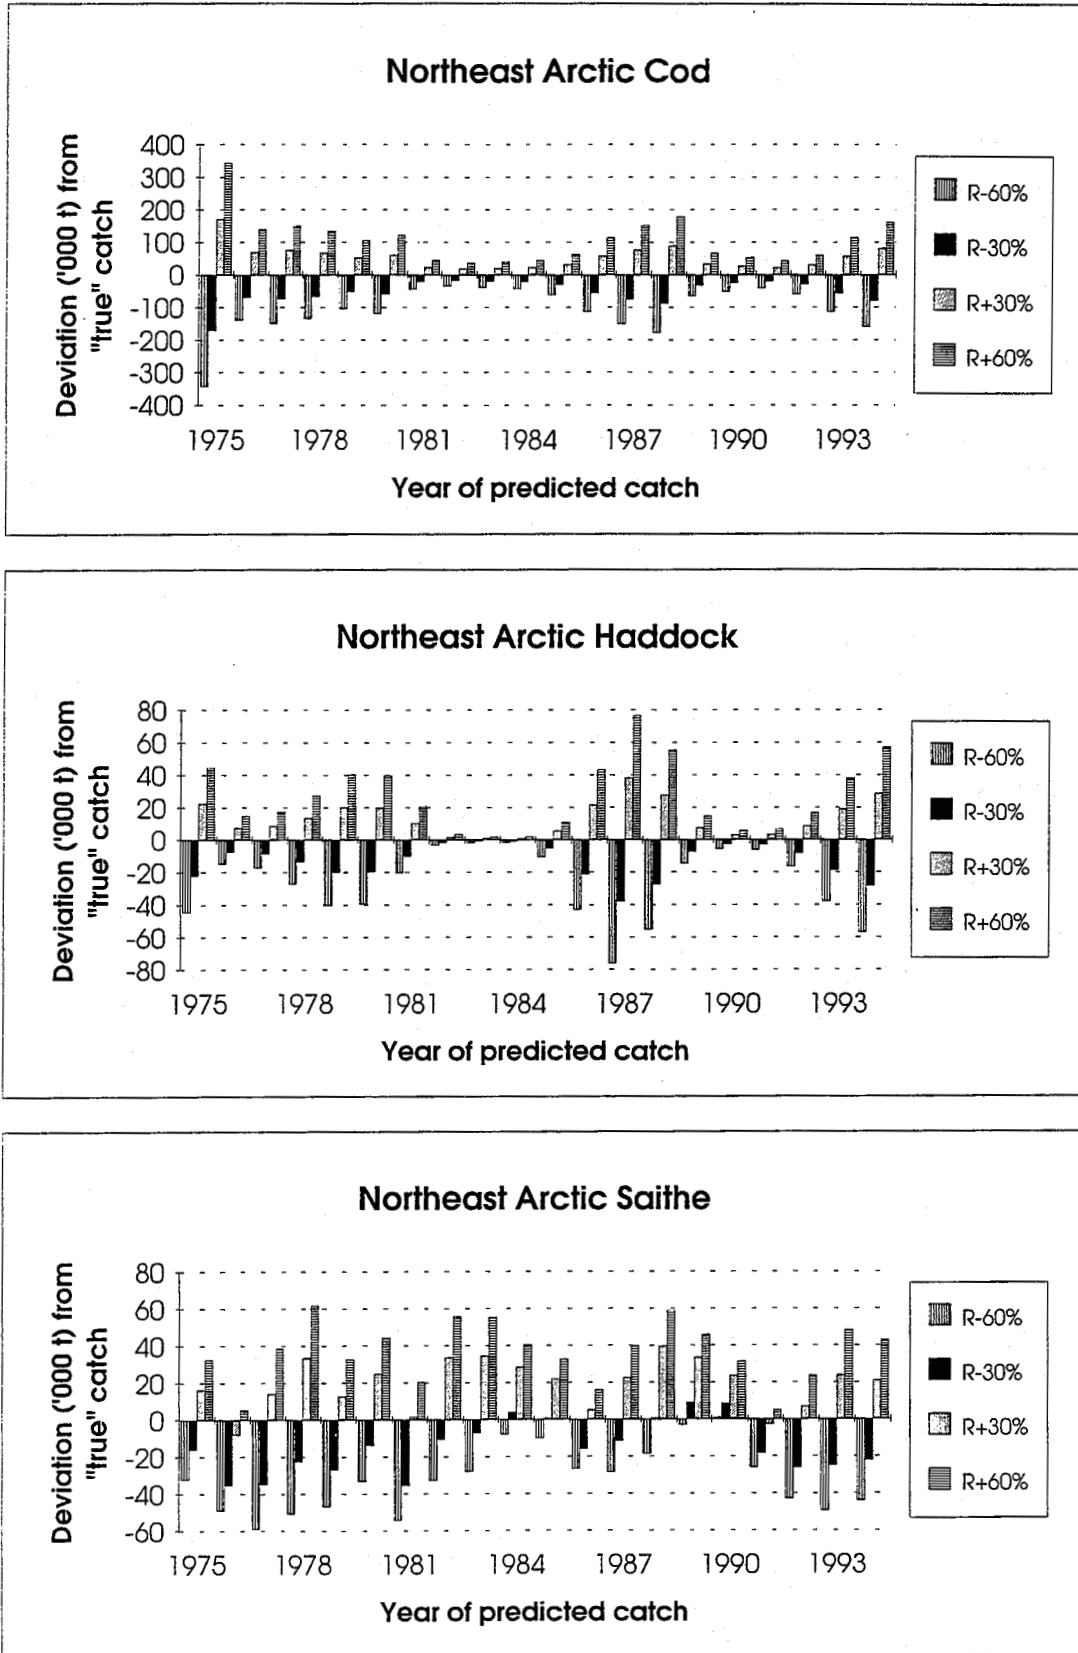 Northeast Arctic Cod
Deviation ('000 t) from
"true" catch
400
300
200
100
0
-100
-200
-300
-400
1975 1978 1981 1984 1987 1990 1993
Year of predicted catch
R-60%
R-30%
R+30%
R+60%
Northeast Arctic Haddock
Deviation ('000 t) from
"true" catch
80
60
40
20
0
-20
-40
-60
-80
1975 1978 1981 1984 1987 1990 1993
Year of predicted catch
R-60%
R-30%
R+30%
R+60%
Northeast Arctic Saithe
Deviation ('000 t) from
"true" catch
80
60
40
20
0
-20
-40
-60
1975 1978 1981 1984 1987 1990 1993
Year of predicted catch
R-60%
R-30%
R+30%
R+60%